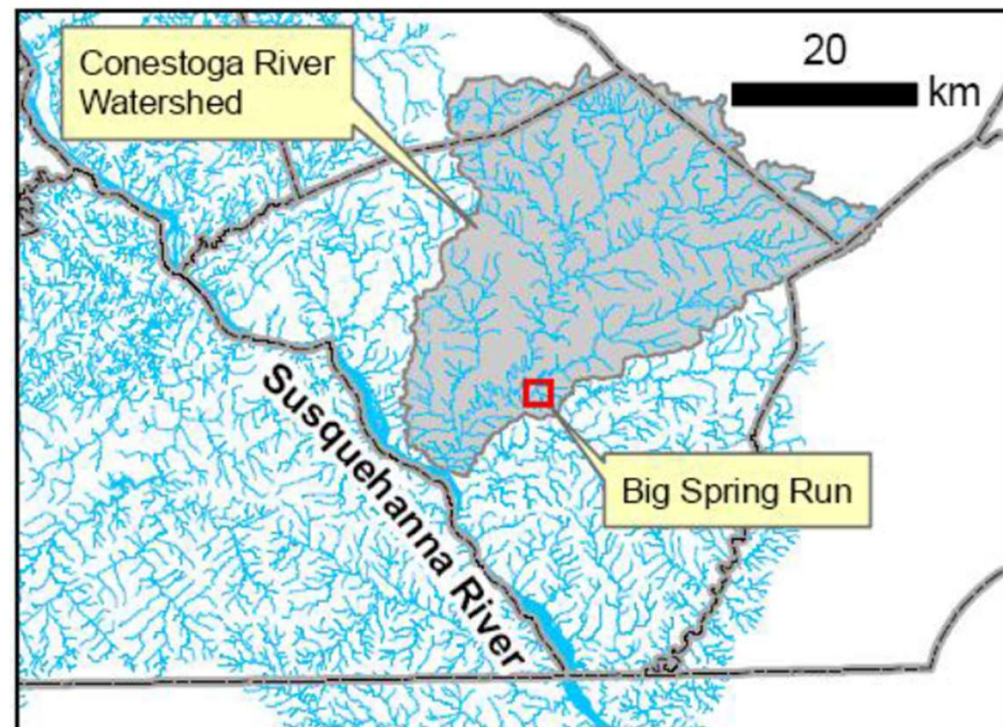 Conestoga River
Watershed
20
km
Susquehanna River
Big Spring Run